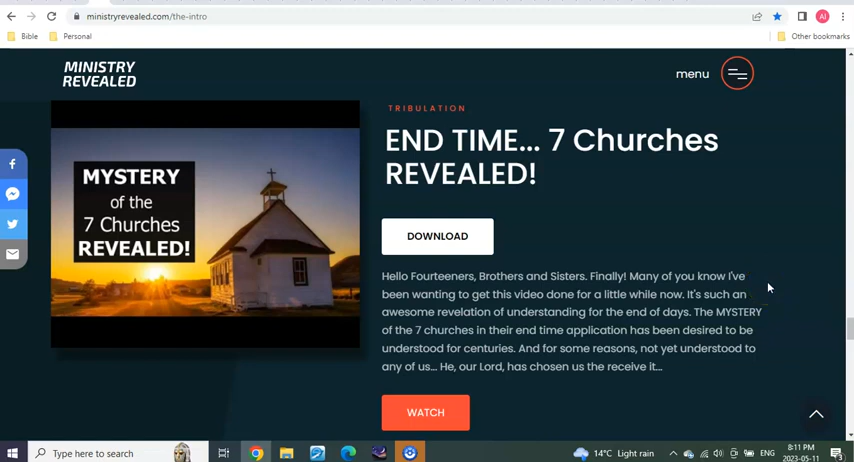 ministryrevealed.com/the-intro
Bible
Personal
Other bookmarks
AI
MINISTRY
REVEALED
menu
MYSTERY
of the
7 Churches
REVEALED!
TRIBULATION
END TIME... 7 Churches
REVEALED!
DOWNLOAD
Hello Fourteeners, Brothers and Sisters. Finally! Many of you know I've
been wanting to get this video done for a little while now. It's such an
awesome revelation of understanding for the end of days. The MYSTERY
of the 7 churches in their end time application has been desired to be
understood for centuries. And for some reasons, not yet understood to
any of us... He, our Lord, has chosen us the receive it...
WATCH
Type here to search
14°C Light rain
ENG
8:11 PM
2023-05-11
3